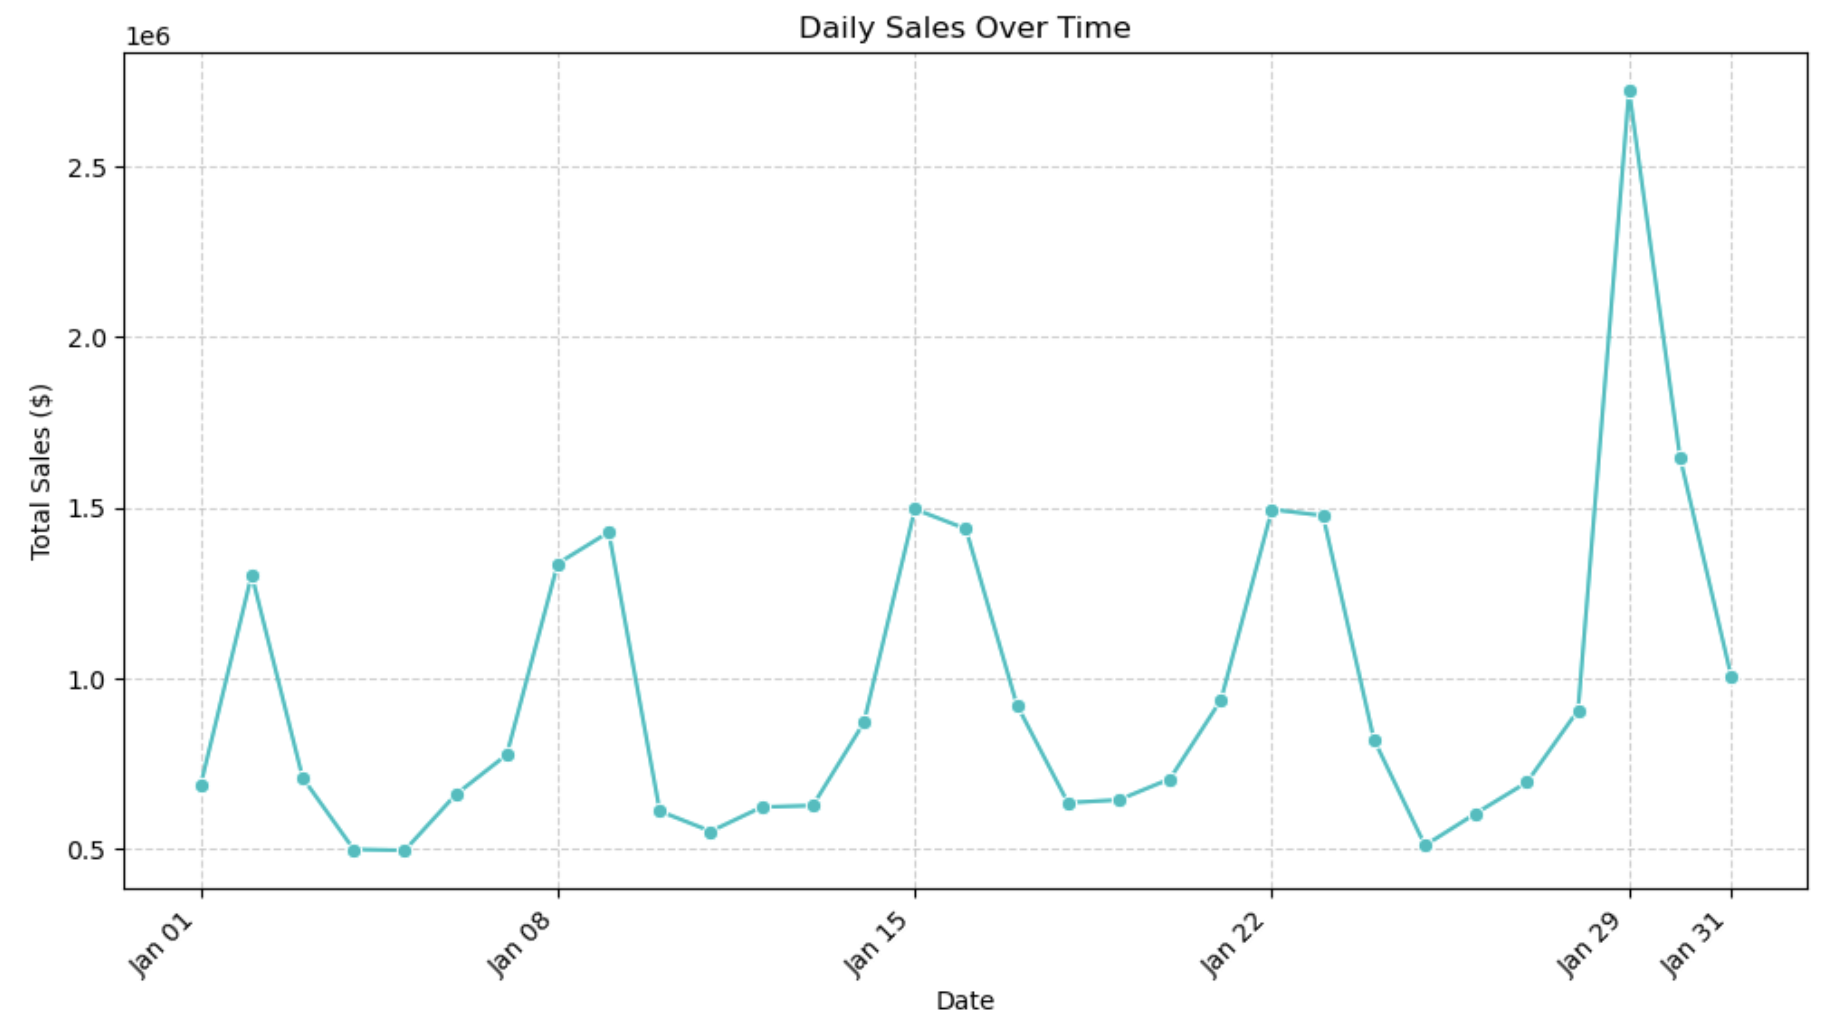 Daily Sales Over Time
1e6
2.5
2.0
1.5
1.0
0.5
Total Sales ($)
Jan 01
Jan 08
Jan 15
Jan 22
Jan 29
Jan 31
Date